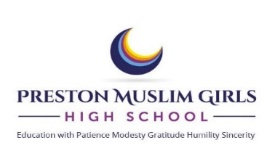 PRESTON MUSLIM GIRLS
HIGH SCHOOL
Education with Patience Modesty Gratitude Humility Sincerity